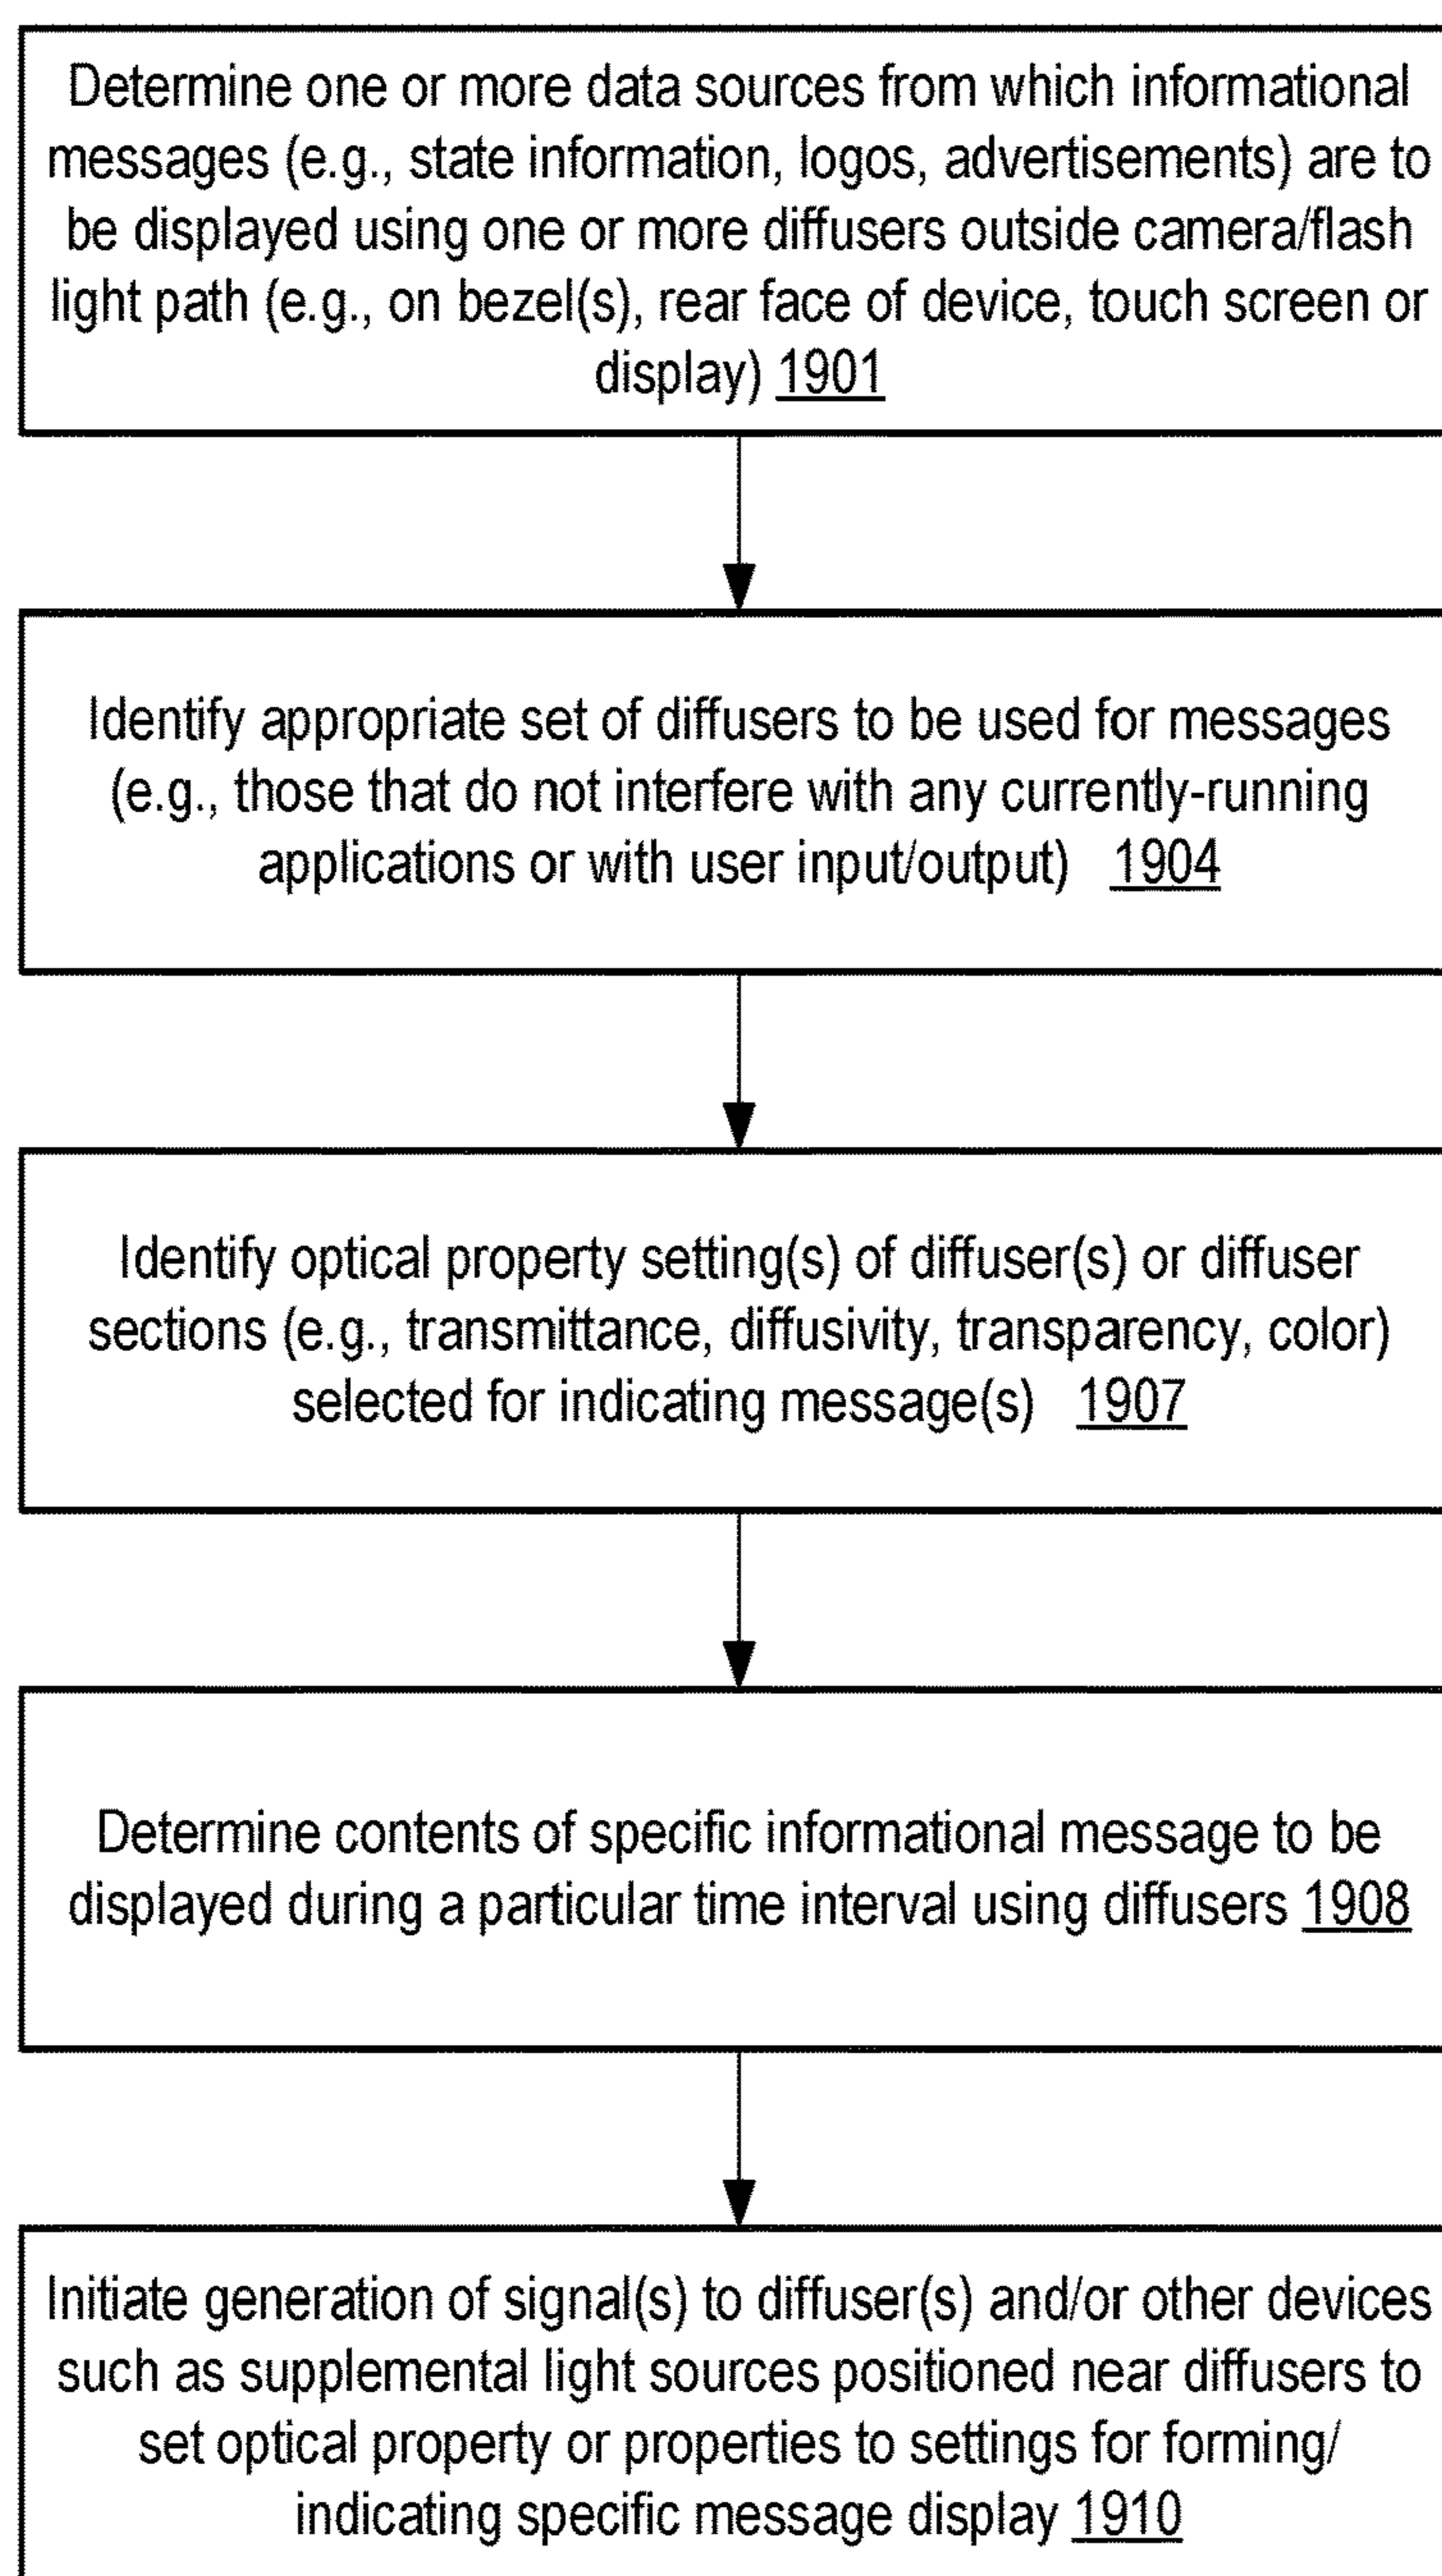 Determine one or more data sources from which informational
messages (e.g., state information, logos, advertisements) are to
be displayed using one or more diffusers outside camera/flash
light path (e.g., on bezel(s), rear face of device, touch screen or
display) 1901
Identify appropriate set of diffusers to be used for messages
(e.g., those that do not interfere with any currently-running
applications or with user input/output) 1904
Identify optical property setting(s) of diffuser(s) or diffuser
sections (e.g., transmittance, diffusivity, transparency, color)
selected for indicating message(s) 1907
Determine contents of specific informational message to be
displayed during a particular time interval using diffusers 1908
Initiate generation of signal(s) to diffuser(s) and/or other devices
such as supplemental light sources positioned near diffusers to
set optical property or properties to settings for forming/
indicating specific message display 1910